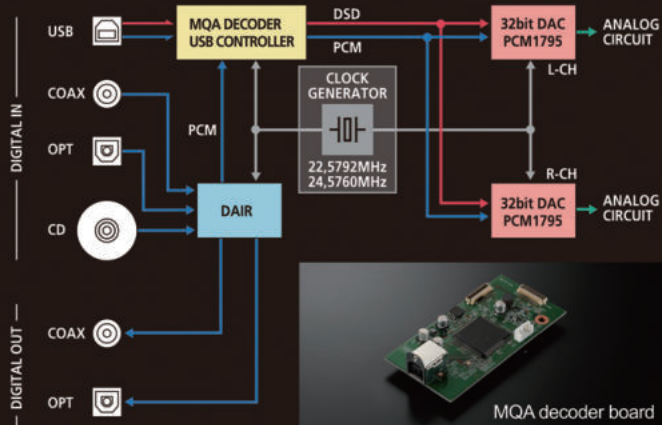 USB
MQA DECODER
USB CONTROLLER
DSD
PCM
32bit DAC
PCM1795
ANALOG
CIRCUIT
L-CH
DIGITAL IN
COAX
PCM
CLOCK
GENERATOR
22,5792MHz
24,5760MHz
OPT
R-CH
DAIR
32bit DAC
PCM1795
ANALOG
CIRCUIT
CD
DIGITAL OUT
COAX
OPT
MQA decoder board